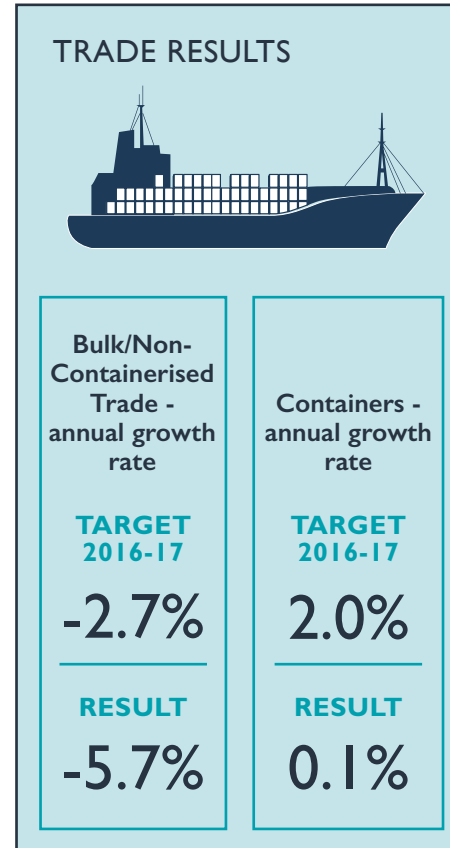 TRADE RESULTS
Bulk/Non-
Containerised
Trade -
annual growth
rate
TARGET
2016-17
-2.7%
RESULT
-5.7%
Containers -
annual growth
rate
TARGET
2016-17
2.0%
RESULT
0.1%